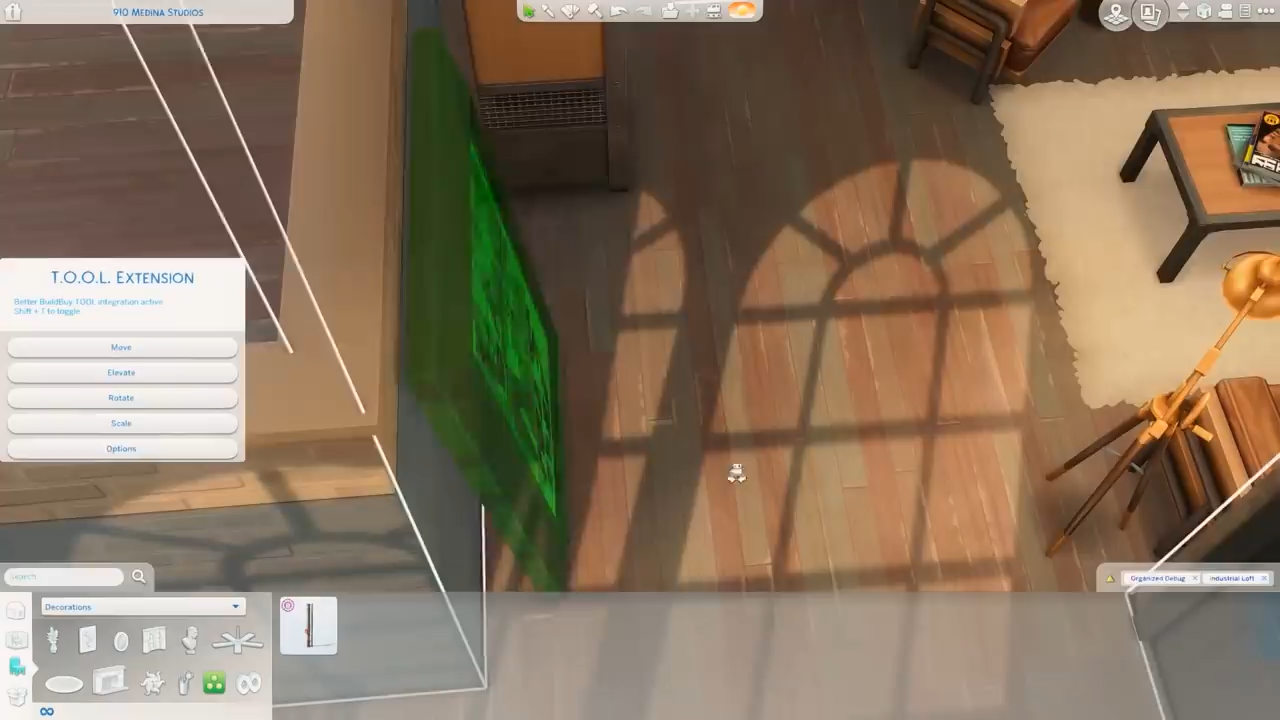 910 Medina Studios
T.O.O.L. Extension
Better BuildBuy TOOL integration active
Shift + T to toggle
Move
Elevate
Rotate
Scale
Options
Search
Organized Debug
Industrial Loft
Decorations